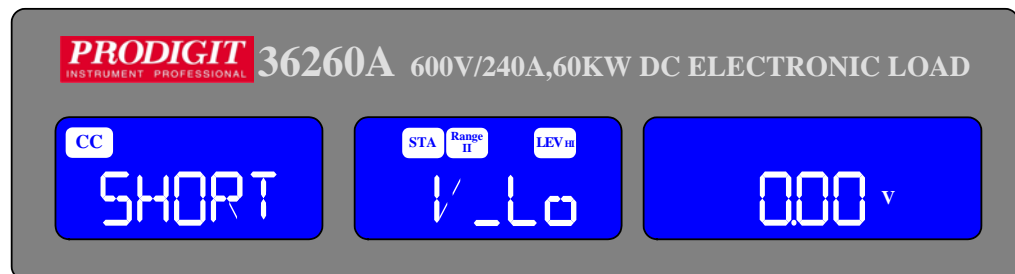 PRODIGIT
INSTRUMENT PROFESSIONAL
36260A 600V/240A,60KW DC ELECTRONIC LOAD
CC
SHORT
STA Range II LEV HI
V_Lo
0.00 V